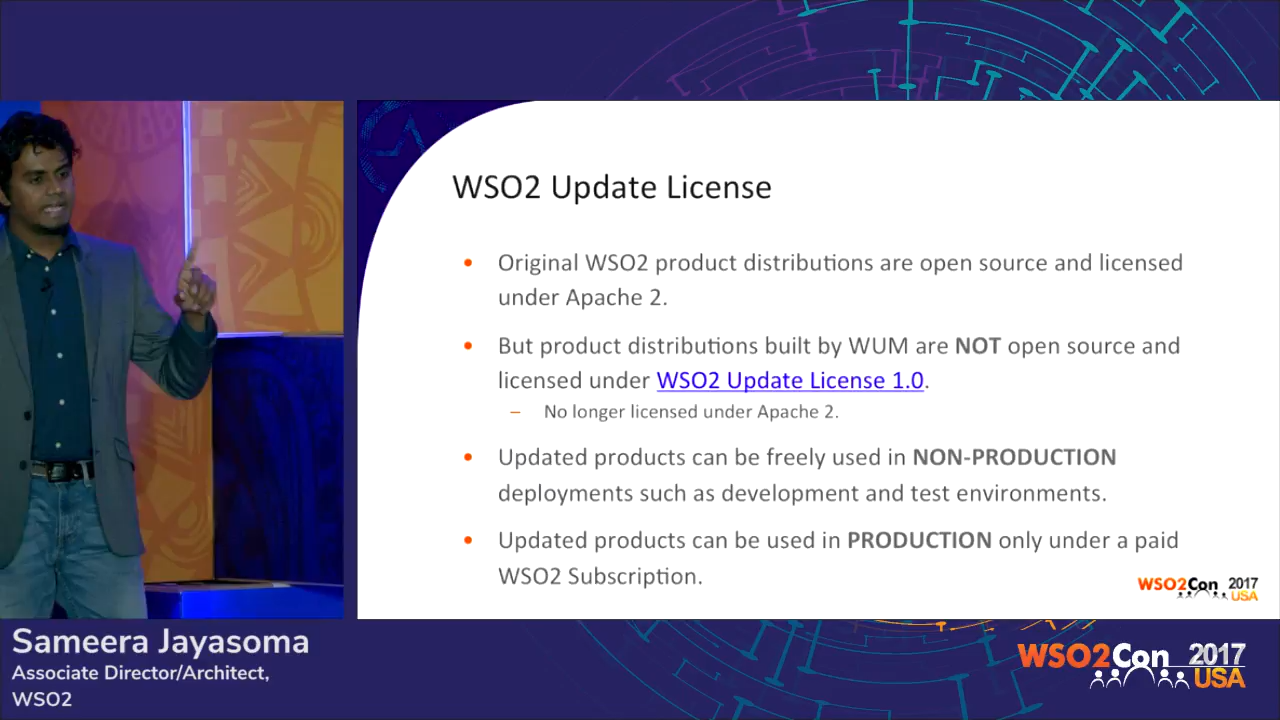 WSO2 Update License
• Original WSO2 product distributions are open source and licensed
under Apache 2.
• But product distributions built by WUM are NOT open source and
licensed under WSO2 Update License 1.0.
– No longer licensed under Apache 2.
• Updated products can be freely used in NON-PRODUCTION
deployments such as development and test environments.
• Updated products can be used in PRODUCTION only under a paid
WSO2 Subscription.
WSO2Con 2017
USA
Sameera Jayasoma
Associate Director/Architect,
WSO2
WSO2Con 2017
USA